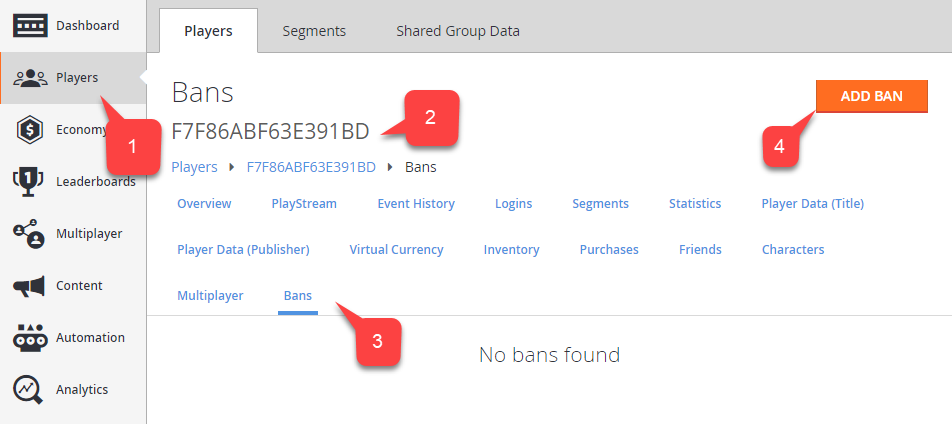 Dashboard
Players
Economy
Leaderboards
Multiplayer
Content
Automation
Analytics
Players Segments Shared Group Data
Bans
ADD BAN
F7F86ABF63E391BD
Players F7F86ABF63E391BD Bans
Overview PlayStream Event History Logins Segments Statistics Player Data (Title)
Player Data (Publisher) Virtual Currency Inventory Purchases Friends Characters
Multiplayer Bans
No bans found
1
2
3
4
$
1